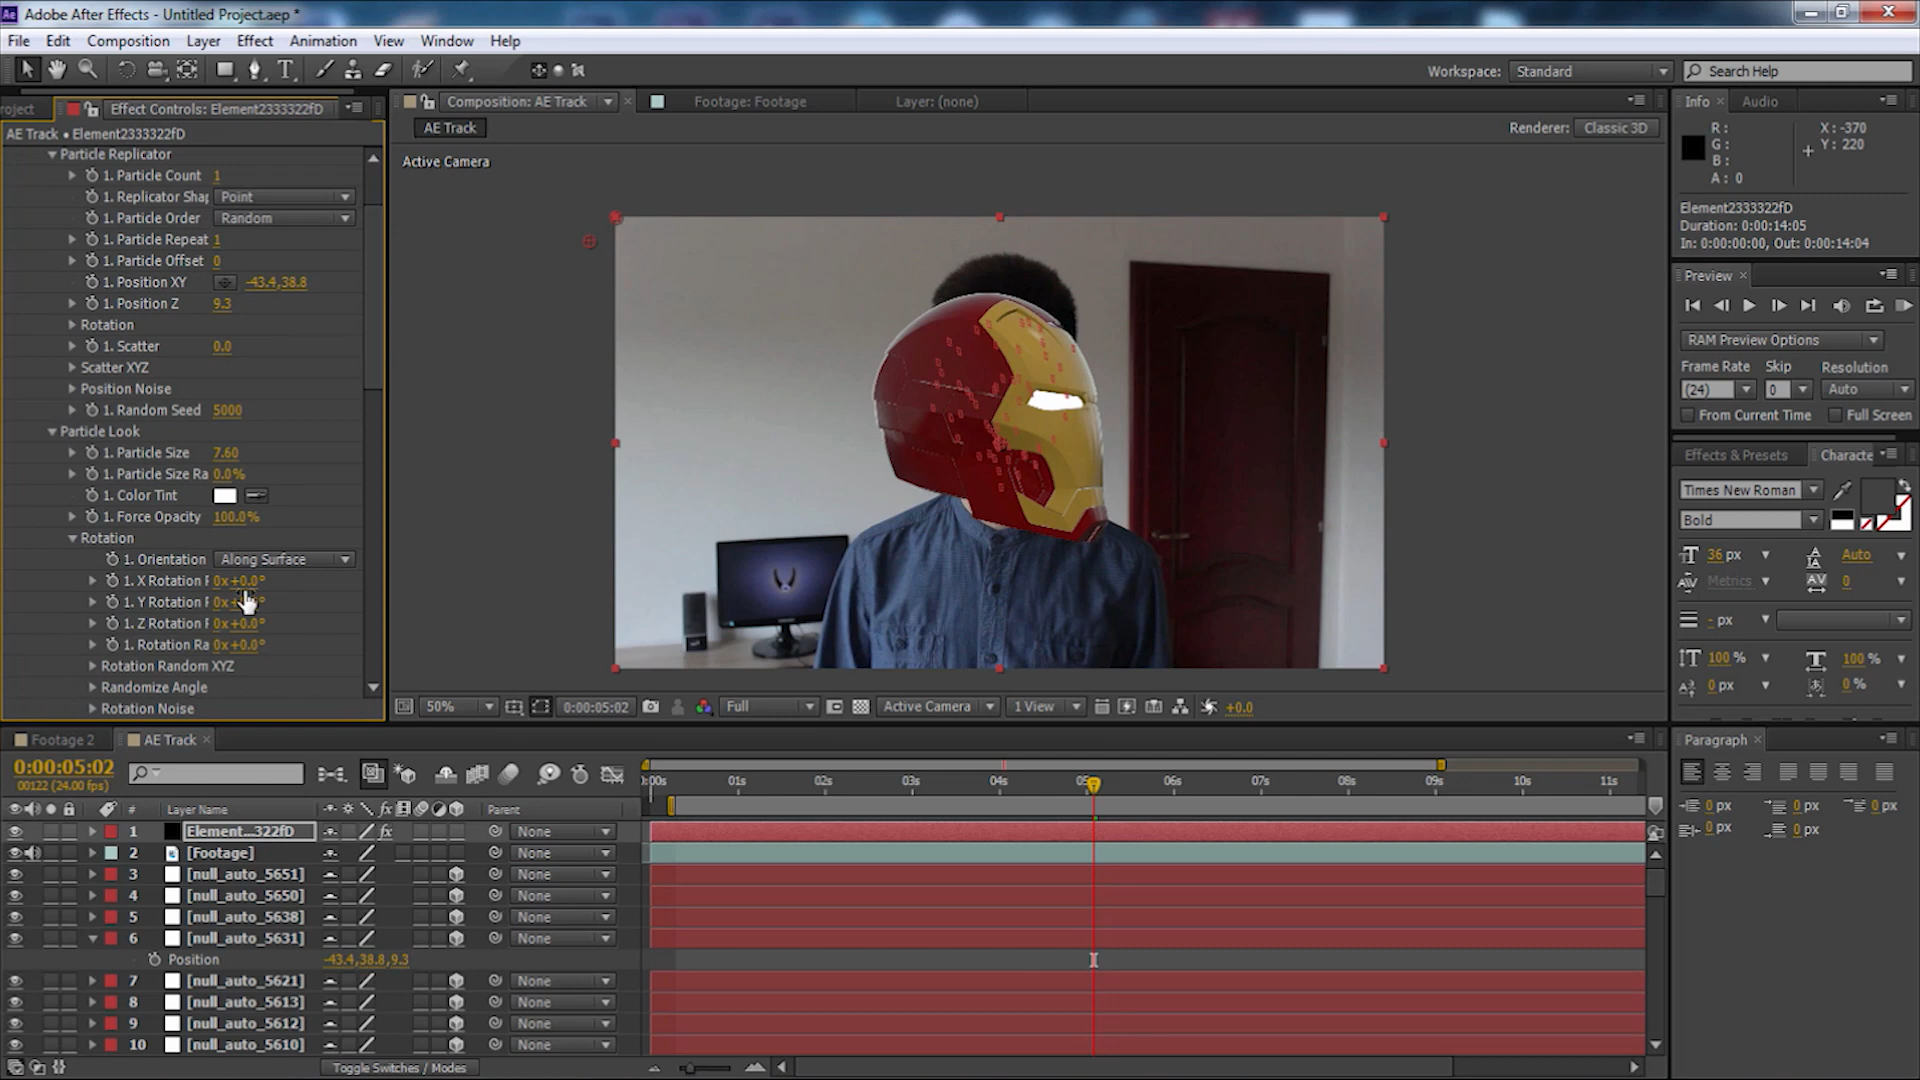 Adobe After Effects - Untitled Project.aep *
File Edit Composition Layer Effect Animation View Window Help
Workspace: Standard Search Help
roject Effect Controls: Element2333322fD
AE Track • Element2333322fD
Particle Replicator
1. Particle Count 1
1. Replicator Shap Point
1. Particle Order Random
1. Particle Repeat 1
1. Particle Offset 0
1. Position XY -43.4,38.8
1. Position Z 9.3
Rotation
1. Scatter 0.0
Scatter XYZ
Position Noise
1. Random Seed 5000
Particle Look
1. Particle Size 7.60
1. Particle Size Ra 0.0%
1. Color Tint
1. Force Opacity 100.0%
Rotation
1. Orientation Along Surface
1. X Rotation 0x+0.0°
1. Y Rotation 0x+
1. Z Rotation 0x+0.0°
1. Rotation Ra 0x+0.0°
Rotation Random XYZ
Randomize Angle
Rotation Noise
Composition: AE Track Footage: Footage Layer: (none)
AE Track Renderer: Classic 3D
Active Camera
50% 0:00:05:02 Full Active Camera 1 View +0.0
Info Audio
R: X: -370
G: Y: 220
B:
A: 0
Element2333322fD
Duration: 0:00:14:05
In: 0:00:00:00, Out: 0:00:14:04
Preview
RAM Preview Options
Frame Rate Skip Resolution
(24) 0 Auto
From Current Time Full Screen
Effects & Presets Characte
Times New Roman
Bold
36 px Auto
Metrics 0
- px
100 % 100 %
0 px 0 %
Footage 2 AE Track
0:00:05:02
00122 (24.00 fps)
:00s 01s 02s 03s 04s 05s 06s 07s 08s 09s 10s 11s
# Layer Name Parent
1 Element...322fD None
2 [Footage] None
3 [null_auto_5651] None
4 [null_auto_5650] None
5 [null_auto_5638] None
6 [null_auto_5631] None
Position -43.4,38.8,9.3
7 [null_auto_5621] None
8 [null_auto_5613] None
9 [null_auto_5612] None
10 [null_auto_5610] None
Toggle Switches / Modes
Paragraph
0 px 0 px 0 px
0 px 0 px